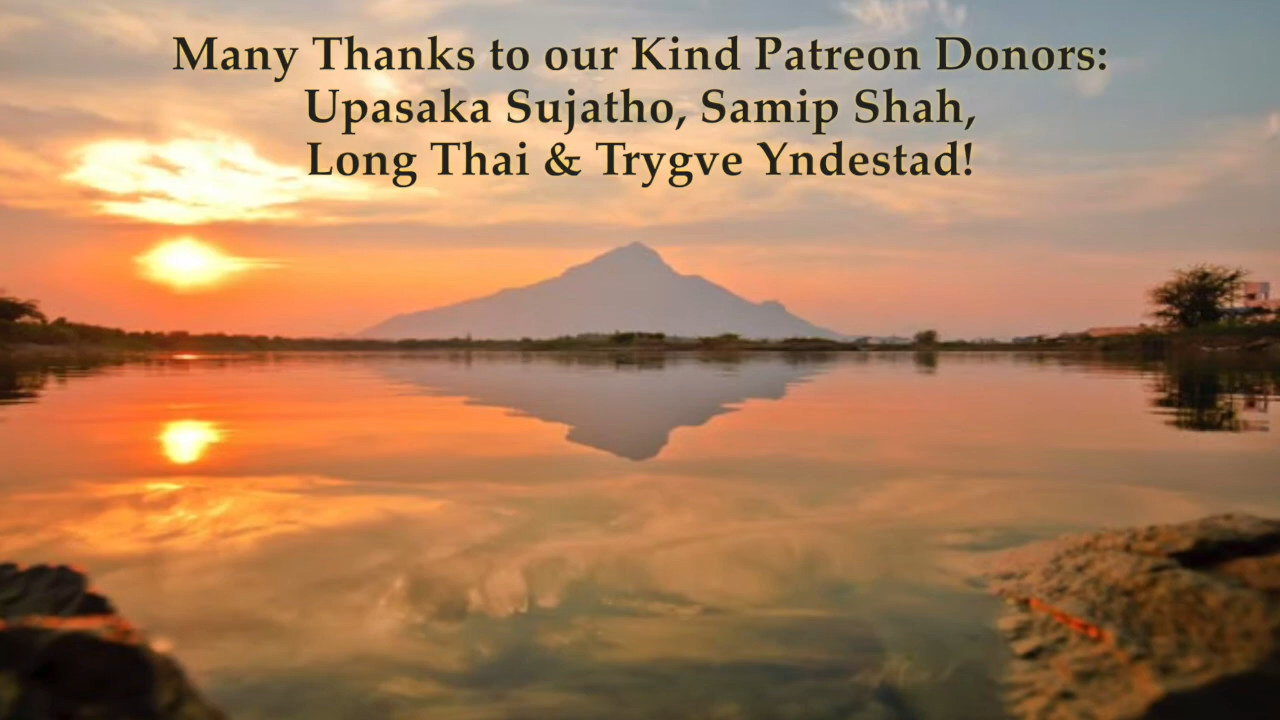 Many Thanks to our Kind Patreon Donors:
Upasaka Sujatho, Samip Shah,
Long Thai & Trygve Yndestad!